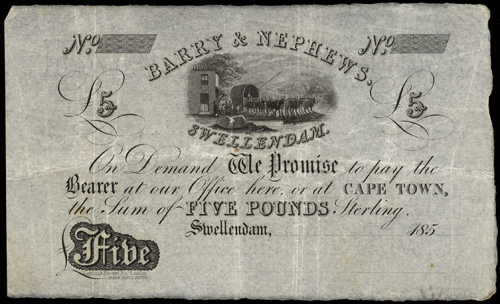 No No
BARRY & NEPHEWS,
£5 £5
SWELLENDAM.
On Demand We Promise to pay the
Bearer at our Office here, or at CAPE TOWN,
the Sum of FIVE POUNDS Sterling.
Swellendam, 185
£ Five